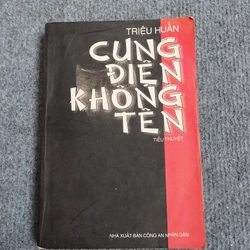 TRIỆU HUẤN
CUNG
ĐIỆN
KHÔNG
TÊN
TIỂU THUYẾT
NHÀ XUẤT BẢN CÔNG AN NHÂN DÂN